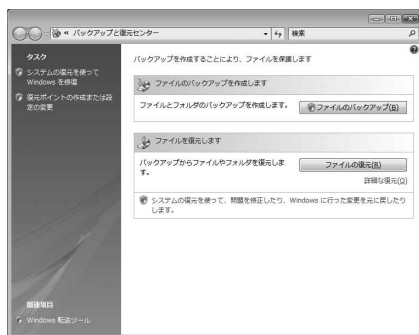 バックアップと復元センター
検索
タスク
システムの復元を使って
Windows を修復
復元ポイントの作成または設
定の変更
バックアップを作成することにより、ファイルを保護します
ファイルのバックアップを作成します
ファイルとフォルダのバックアップを作成します。
ファイルのバックアップ(B)
ファイルを復元します
バックアップからファイルやフォルダを復元しま
す。
ファイルの復元(R)
詳細な復元(O)
システムの復元を使って、問題を修正したり、Windows に行った変更を元に戻したり
します。
関連項目
Windows 転送ツール